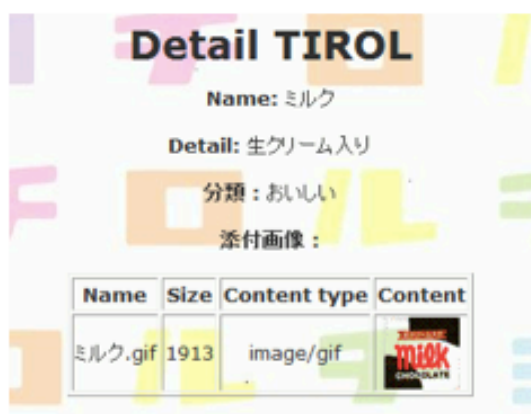 Detail TIROL
Name: ミルク
Detail: 生クリーム入り
分類：おいしい
添付画像：
Name Size Content type Content
ミルク.gif 1913 image/gif
milk
CHOCOLATE